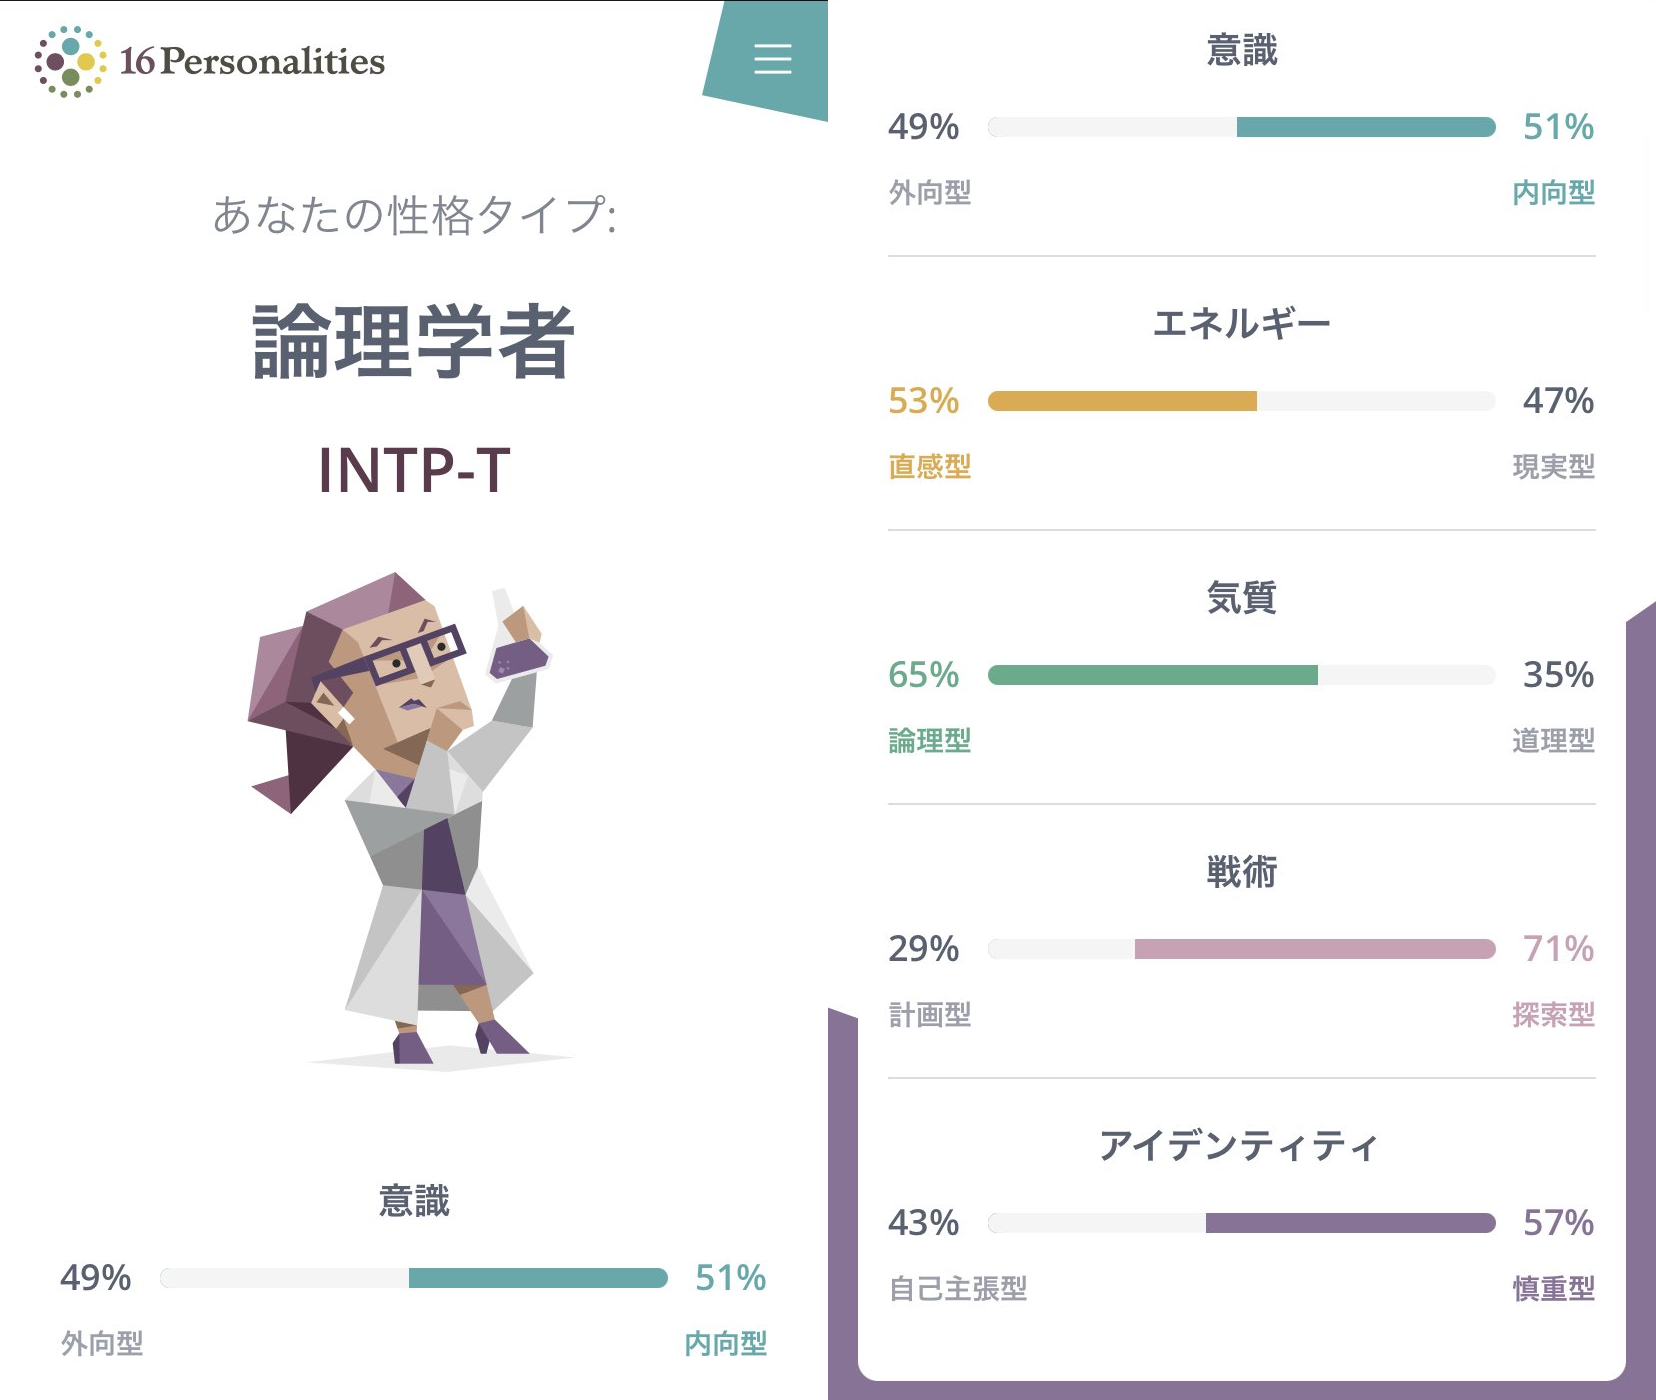 16Personalities
あなたの性格タイプ:
論理学者
INTP-T
意識
49% 51%
外向型 内向型
意識
49% 51%
外向型 内向型
エネルギー
53% 47%
直感型 現実型
気質
65% 35%
論理型 道理型
戦術
29% 71%
計画型 探索型
アイデンティティ
43% 57%
自己主張型 慎重型